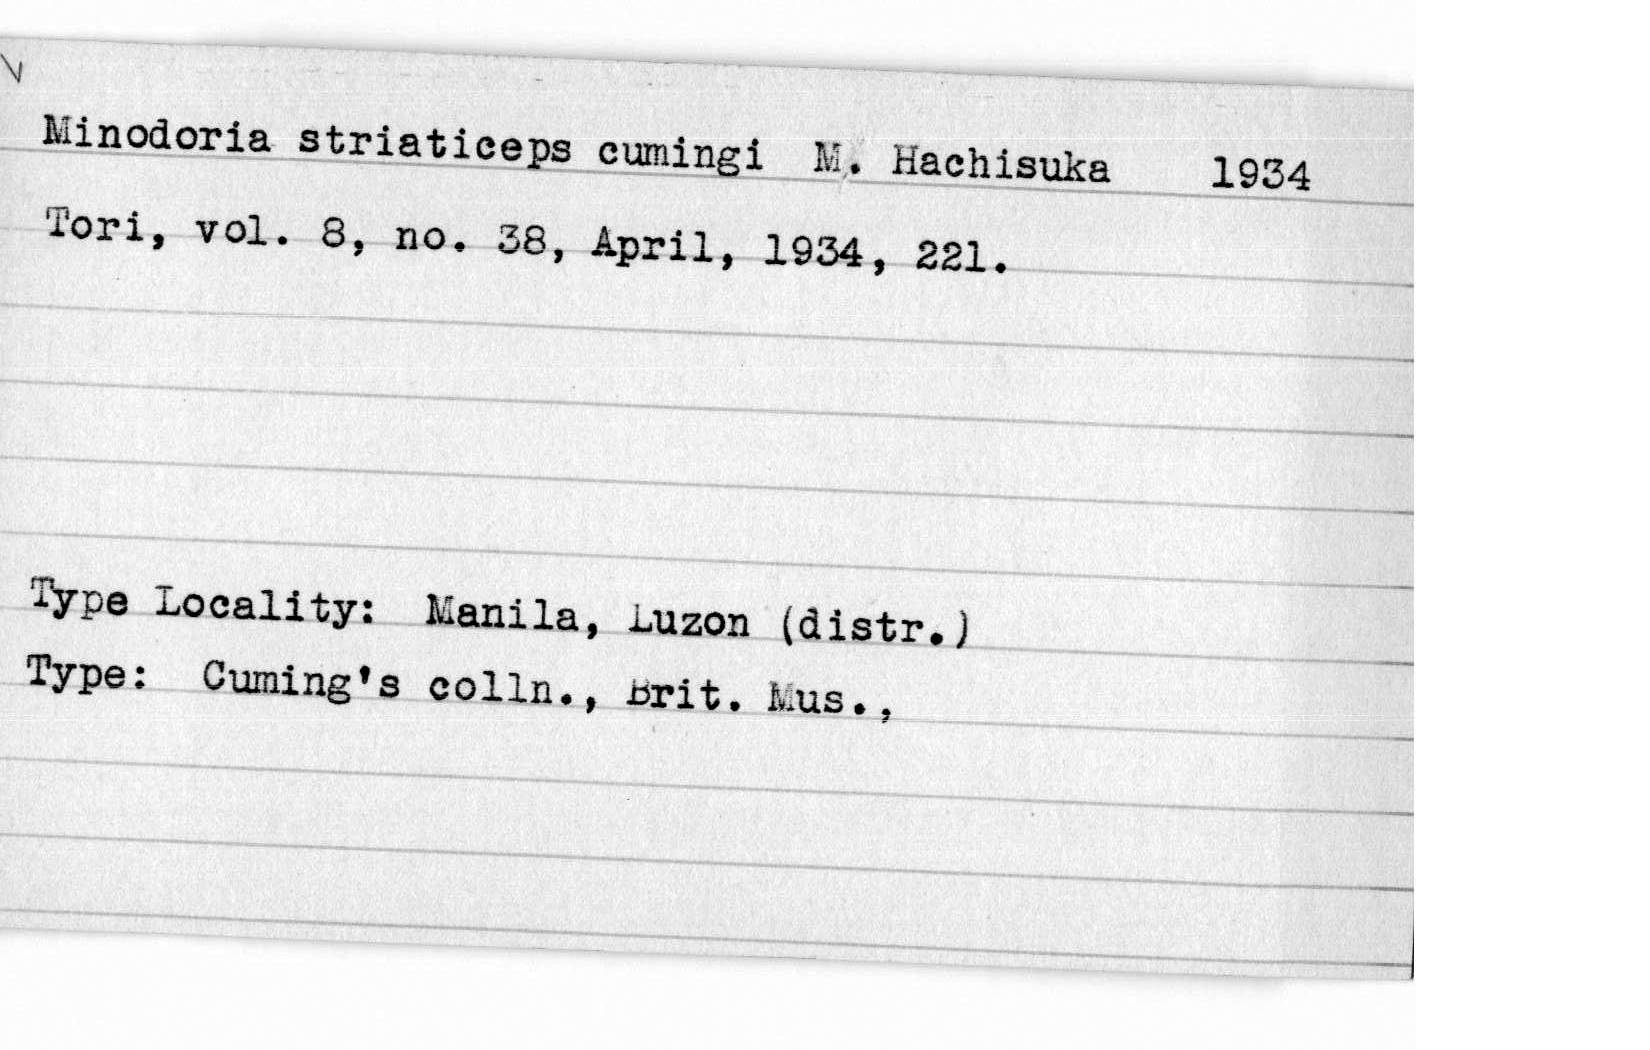 Minodoria striaticeps cumingi M. Hachisuka 1934
Tori, vol. 8, no. 38, April, 1934, 221.
Type Locality: Manila, Luzon (distr.)
Type: Cuming's colln., Brit. Mus.,